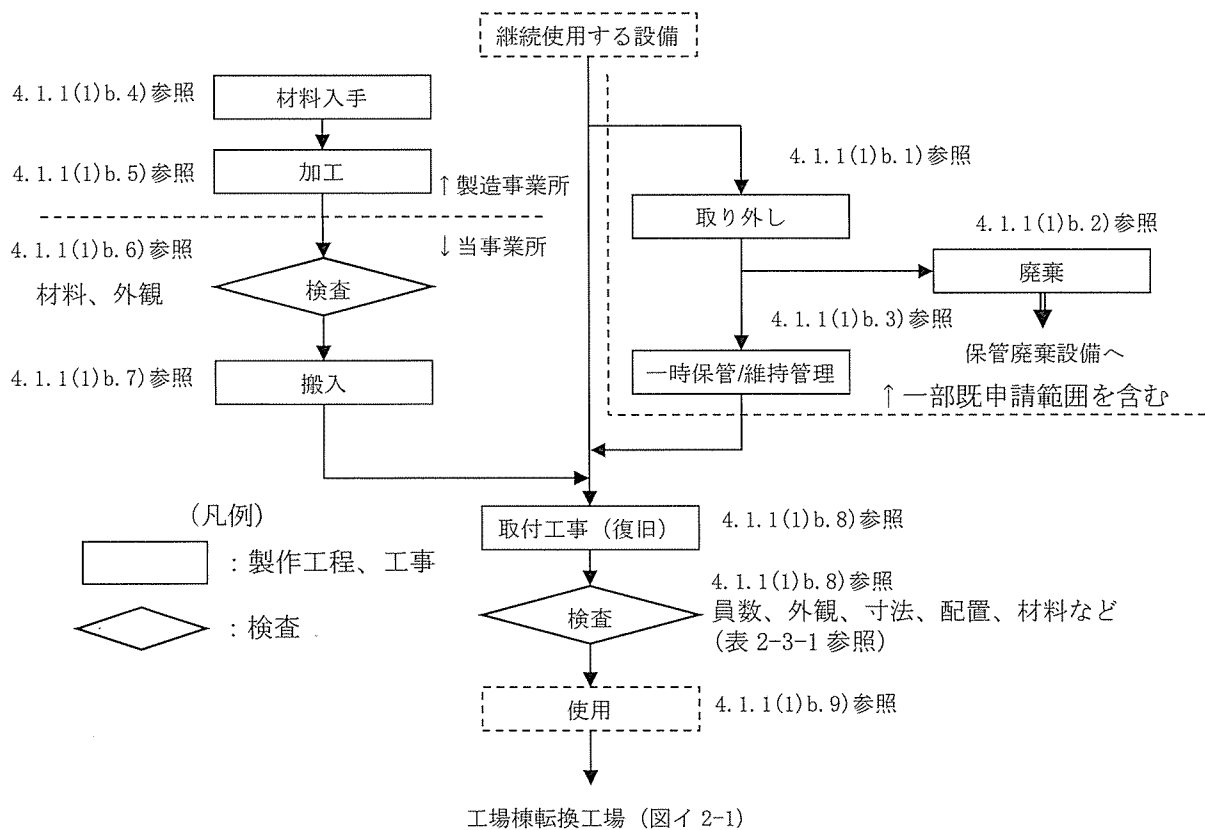 継続使用する設備
4.1.1(1)b.4)参照
材料入手
4.1.1(1)b.5)参照
加工
↑製造事業所
↓当事業所
4.1.1(1)b.6)参照
材料、外観
検査
4.1.1(1)b.7)参照
搬入
4.1.1(1)b.1)参照
取り外し
4.1.1(1)b.2)参照
廃棄
保管廃棄設備へ
4.1.1(1)b.3)参照
一時保管/維持管理
↑一部既申請範囲を含む
取付工事（復旧）
4.1.1(1)b.8)参照
検査
4.1.1(1)b.8)参照
員数、外観、寸法、配置、材料など
(表 2-3-1 参照)
使用
4.1.1(1)b.9)参照
工場棟転換工場（図イ 2-1）
(凡例)
：製作工程、工事
：検査